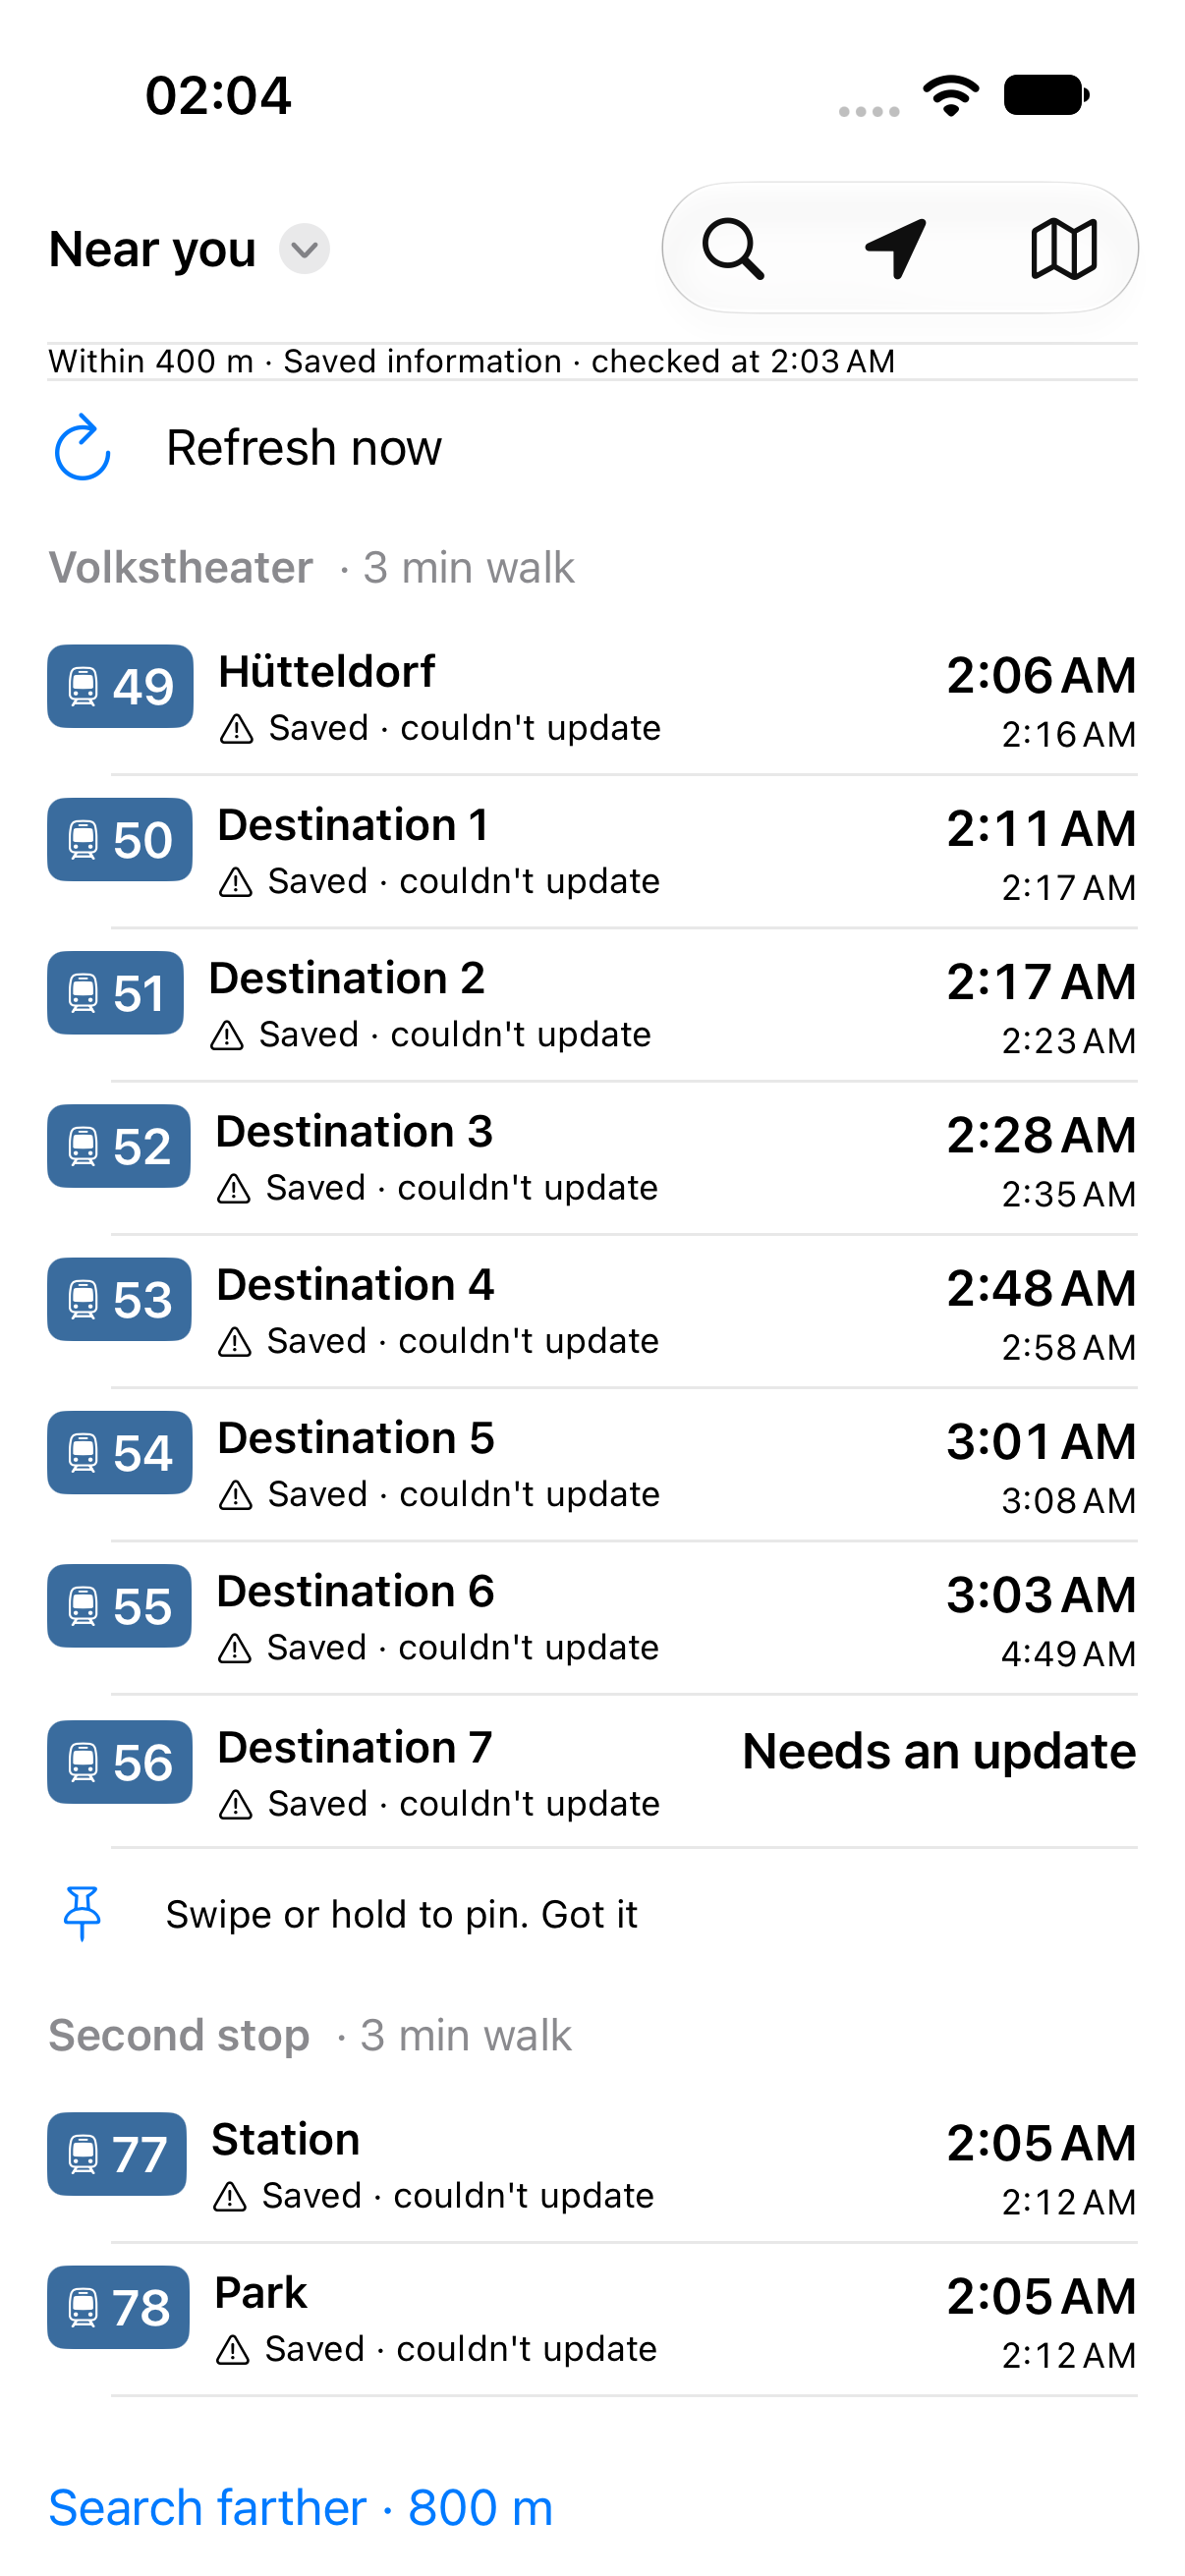 02:04
Near you
Within 400 m · Saved information · checked at 2:03 AM
Refresh now
Volkstheater · 3 min walk
49 Hütteldorf 2:06 AM
Saved · couldn't update 2:16 AM
50 Destination 1 2:11 AM
Saved · couldn't update 2:17 AM
51 Destination 2 2:17 AM
Saved · couldn't update 2:23 AM
52 Destination 3 2:28 AM
Saved · couldn't update 2:35 AM
53 Destination 4 2:48 AM
Saved · couldn't update 2:58 AM
54 Destination 5 3:01 AM
Saved · couldn't update 3:08 AM
55 Destination 6 3:03 AM
Saved · couldn't update 4:49 AM
56 Destination 7 Needs an update
Saved · couldn't update
Swipe or hold to pin. Got it
Second stop · 3 min walk
77 Station 2:05 AM
Saved · couldn't update 2:12 AM
78 Park 2:05 AM
Saved · couldn't update 2:12 AM
Search farther · 800 m